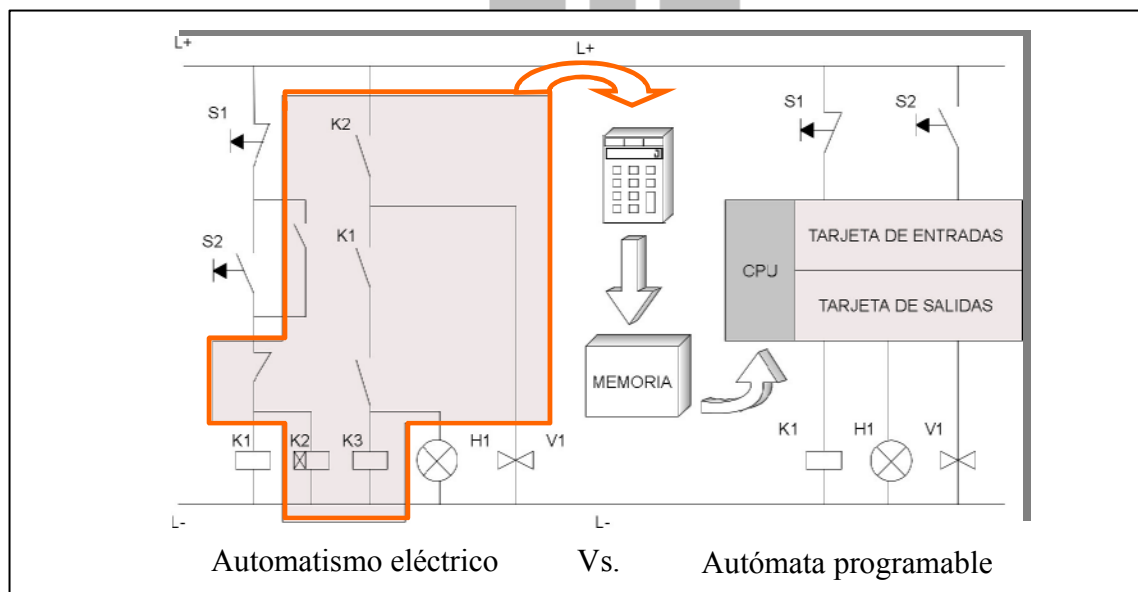 L+
L+
S1
K2
S1
S2
S2
K1
TARJETA DE ENTRADAS
CPU
TARJETA DE SALIDAS
MEMORIA
K1
K2
K3
H1
V1
K1
H1
V1
L-
L-
Automatismo eléctrico
Vs.
Autómata programable